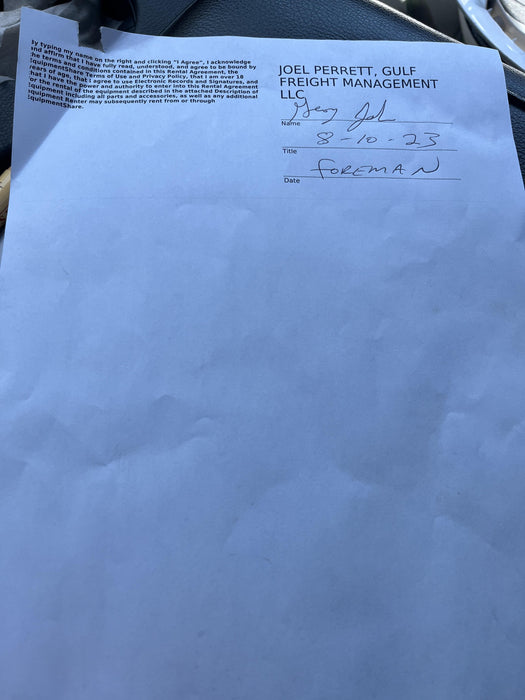 By typing my name on the right and clicking "I Agree", I acknowledge
and affirm that I have fully read, understood, and agree to be bound by
the terms and conditions contained in this Rental Agreement, the
EquipmentShare Terms of Use and Privacy Policy, that I am over 18
years of age, that I agree to use Electronic Records and Signatures, and
that I have the power and authority to enter into this Rental Agreement
for the rental of the equipment described in the attached Description of
Equipment including all parts and accessories, as well as any additional
Equipment Renter may subsequently rent from or through
EquipmentShare.
JOEL PERRETT, GULF
FREIGHT MANAGEMENT
LLC
Name
8-10-23
Title
FOREMAN
Date